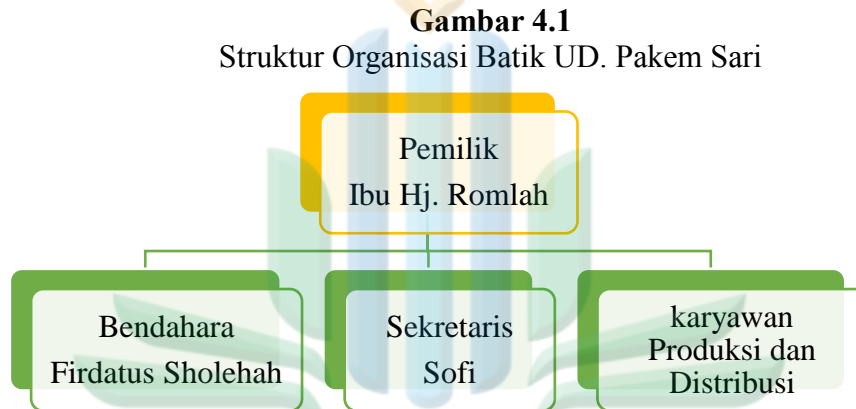 Gambar 4.1
Struktur Organisasi Batik UD. Pakem Sari
Pemilik
Ibu Hj. Romlah
Bendahara
Firdatus Sholehah
Sekretaris
Sofi
karyawan
Produksi dan
Distribusi